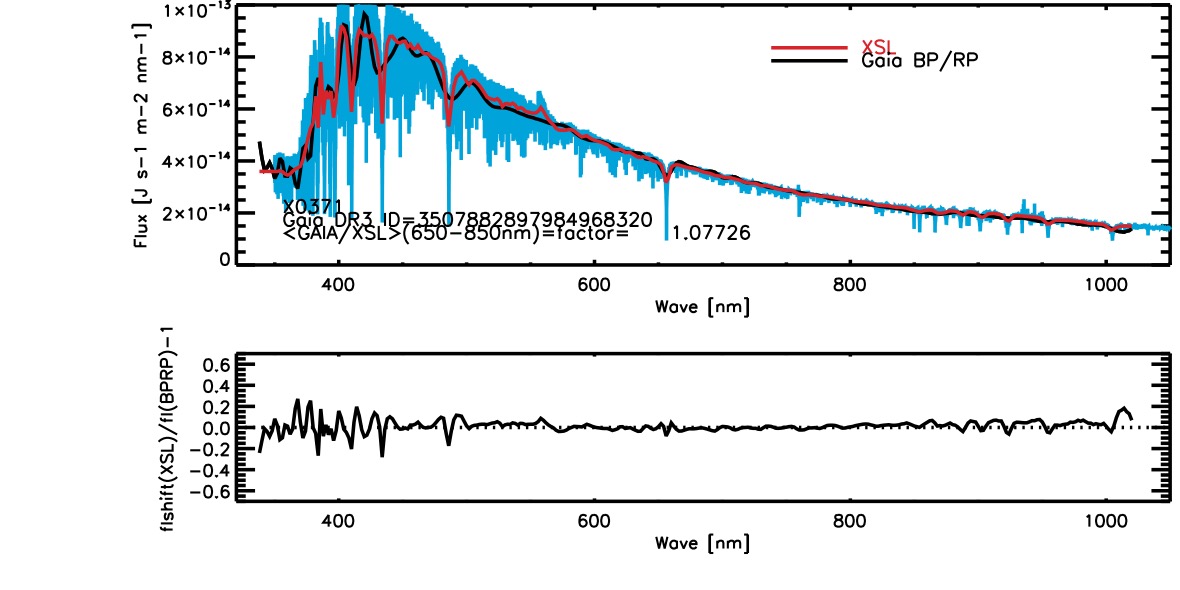 1×10−13
8×10−14
6×10−14
4×10−14
2×10−14
0
Flux [J s−1 m−2 nm−1]
XSL
Gaia BP/RP
X0371
Gaia DR3 ID=3507882897984968320
<GAIA/XSL>(650−850nm)=factor= 1.07726
400 600 800 1000
Wave [nm]
flshift(XSL)/fl(BPRP)−1
0.6
0.4
0.2
0.0
−0.2
−0.4
−0.6
400 600 800 1000
Wave [nm]